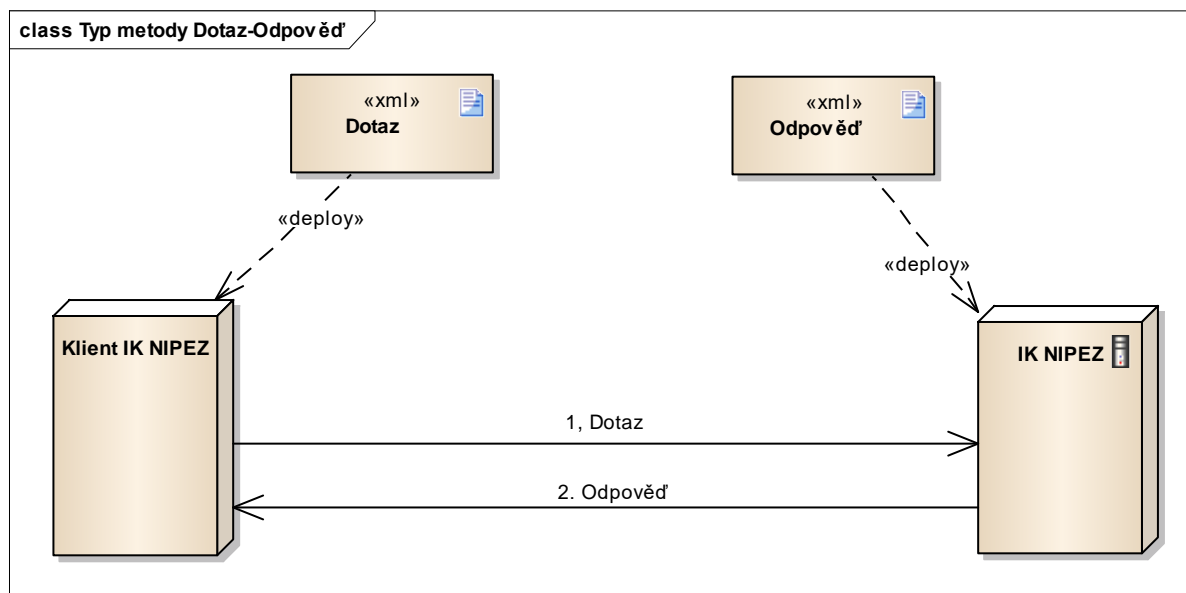 class Typ metody Dotaz-Odpověď
«xml»
Dotaz
«xml»
Odpověď
«deploy»
«deploy»
Klient IK NIPEZ
IK NIPEZ
1, Dotaz
2. Odpověď